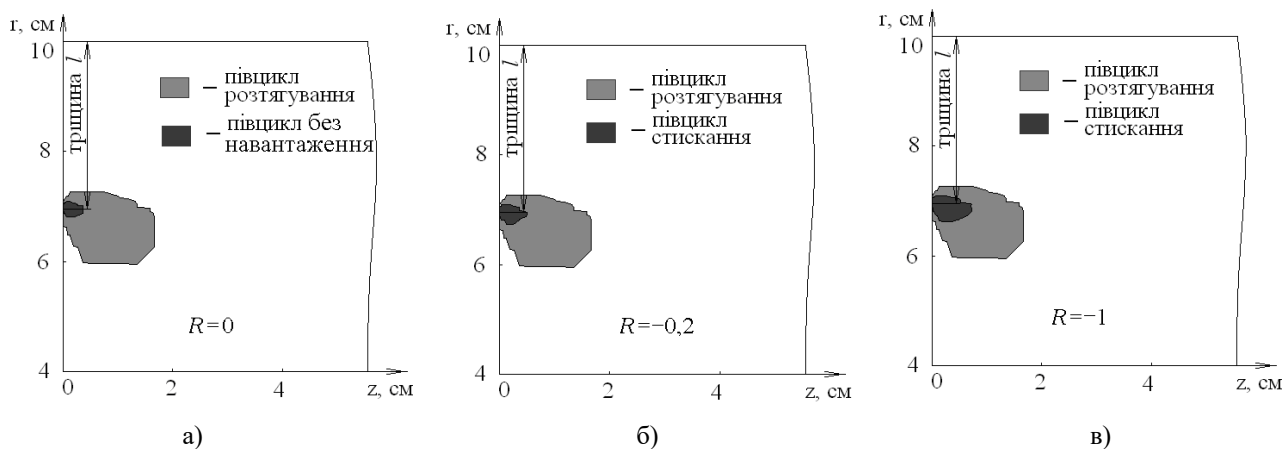 r, см
10
8
6
4
0
2
4
z, см
тріщина l
півцикл
розтягування
півцикл без
навантаження
R=0
а)
r, см
10
8
6
4
0
2
4
z, см
тріщина l
півцикл
розтягування
півцикл
стискання
R=−0,2
б)
r, см
10
8
6
4
0
2
4
z, см
тріщина l
півцикл
розтягування
півцикл
стискання
R=−1
в)